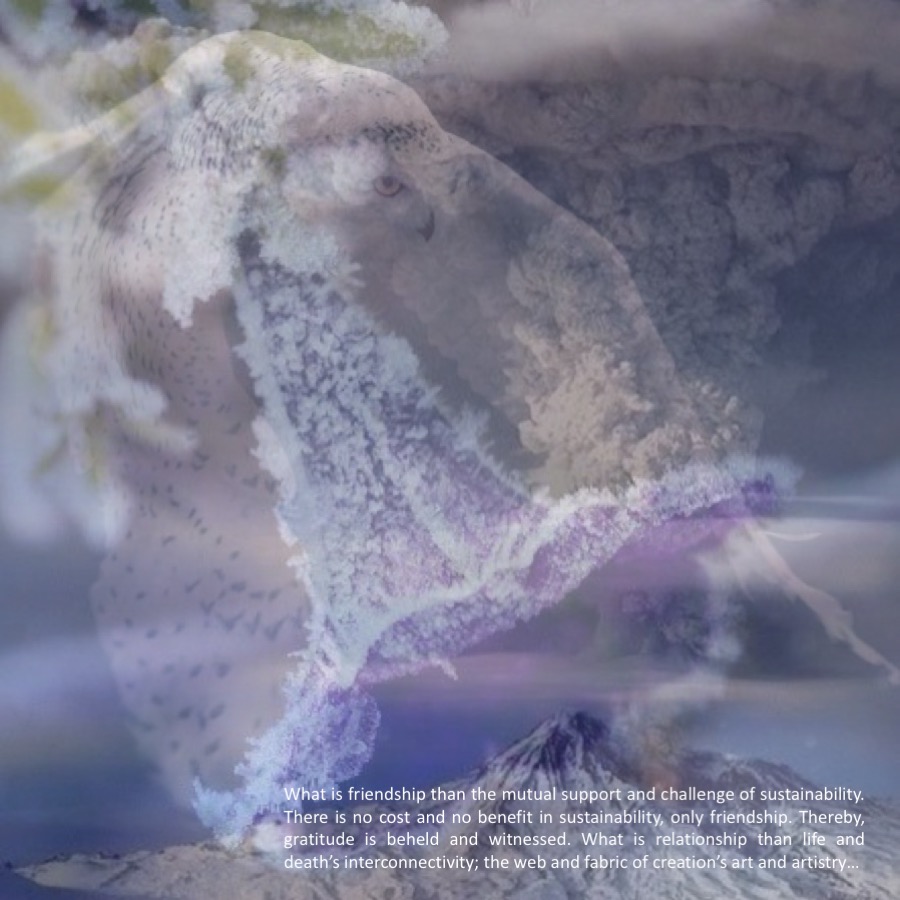 What is friendship than the mutual support and challenge of sustainability.
There is no cost and no benefit in sustainability, only friendship. Thereby,
gratitude is beheld and witnessed. What is relationship than life and
death’s interconnectivity; the web and fabric of creation’s art and artistry…